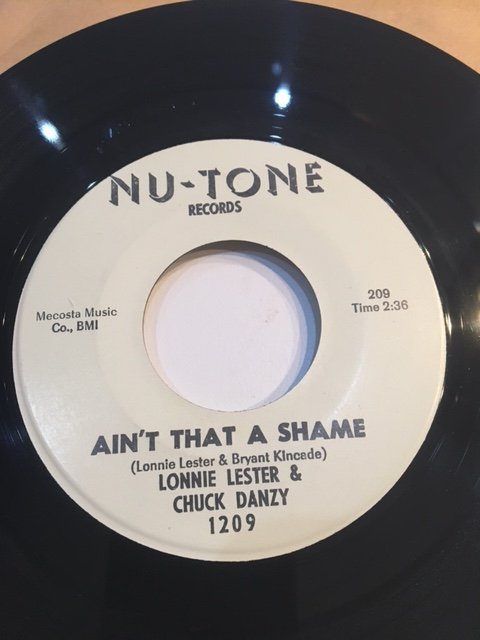 NU-TONE
RECORDS
Mecosta Music
Co., BMI
209
Time 2:36
AIN'T THAT A SHAME
(Lonnie Lester & Bryant KIncade)
LONNIE LESTER &
CHUCK DANZY
1209